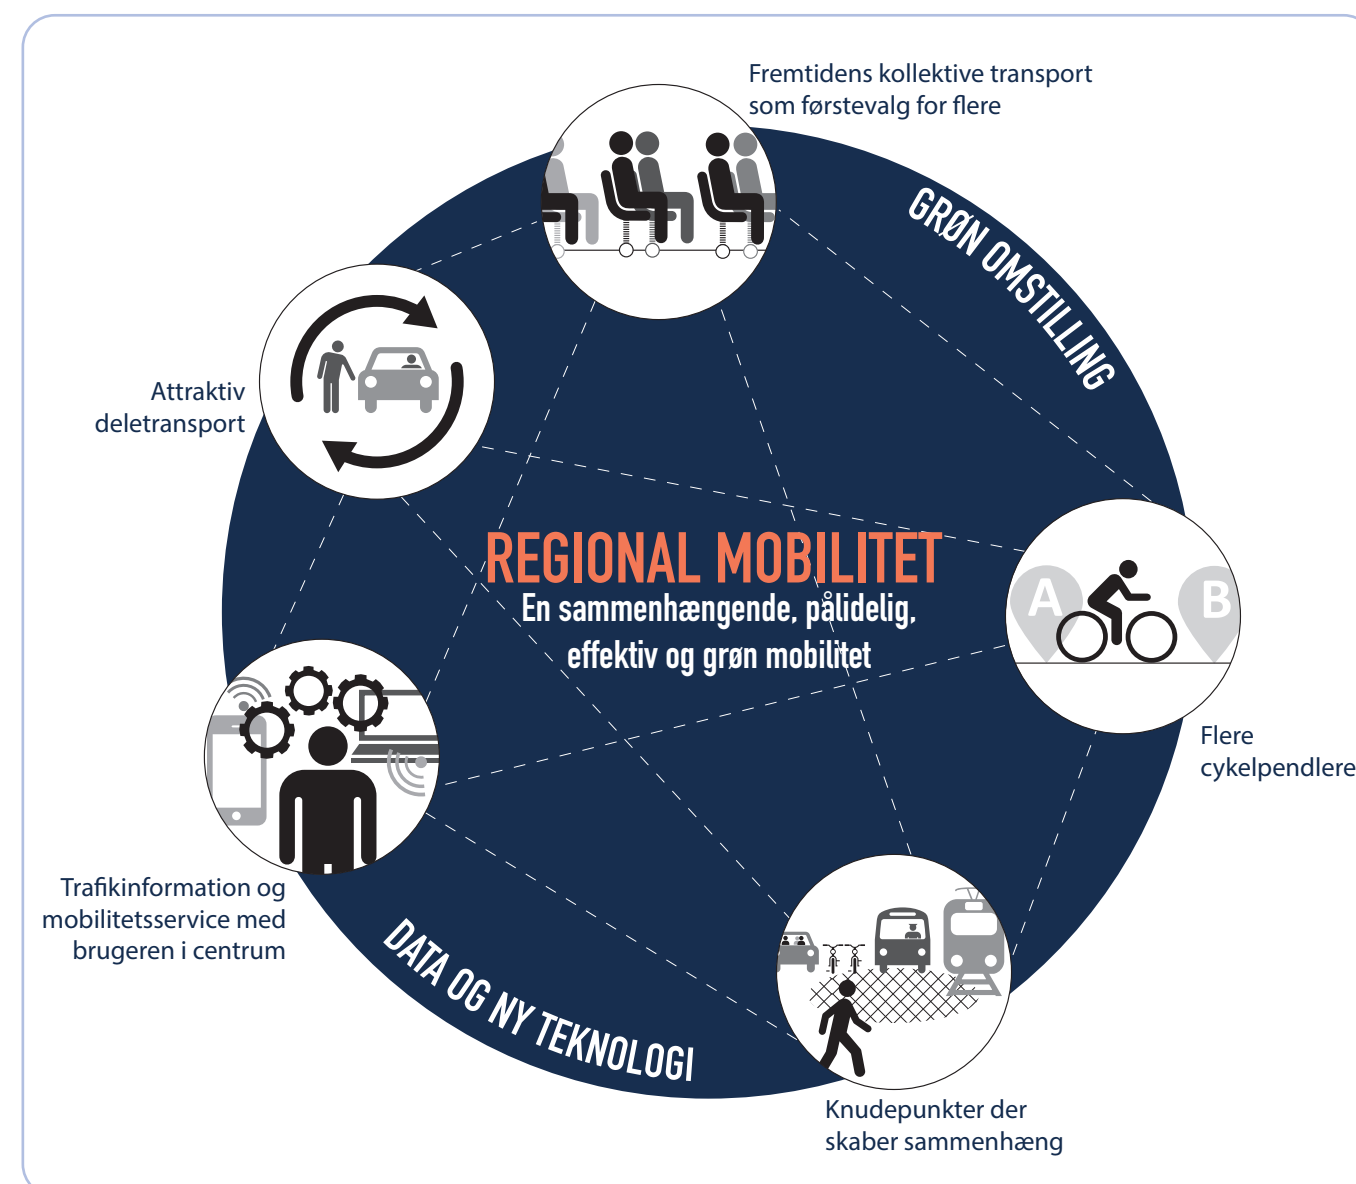 Fremtidens kollektive transport
som førstevalg for flere
GRØN OMSTILLING
Attraktiv
deletransport
REGIONAL MOBILITET
En sammenhængende, pålidelig,
effektiv og grøn mobilitet
A
B
Flere
cykelpendlere
Trafikinformation og
mobilitetsservice med
brugeren i centrum
DATA OG NY TEKNOLOGI
Knudepunkter der
skaber sammenhæng